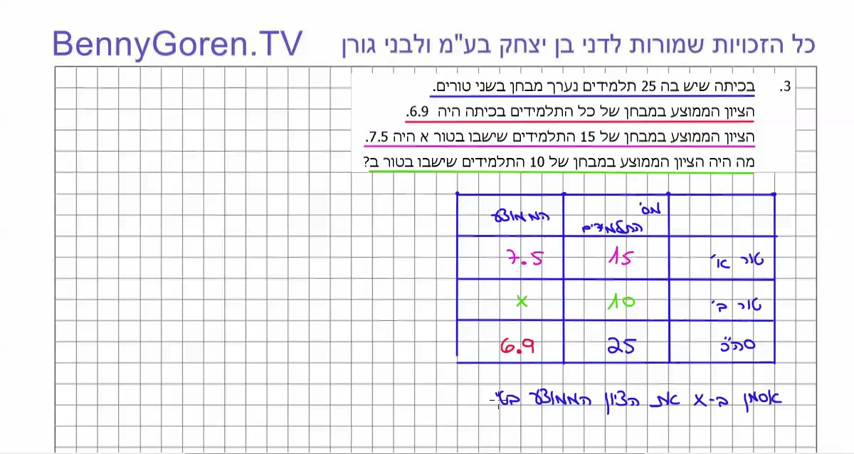 BennyGoren.TV כל הזכויות שמורות לדני בן יצחק בע"מ ולבני גורן
3. בכיתה שיש בה 25 תלמידים נערך מבחן בשני טורים.
הציון הממוצע במבחן של כל התלמידים בכיתה היה 6.9.
הציון הממוצע במבחן של 15 התלמידים שישבו בטור א היה 7.5.
מה היה הציון הממוצע במבחן של 10 התלמידים שישבו בטור ב?
מס' התלמידים הממוצע
טור א' 15 7.5
טור ב' 10 x
סה"כ 25 6.9
אסמן ב-x את הציון הממוצע